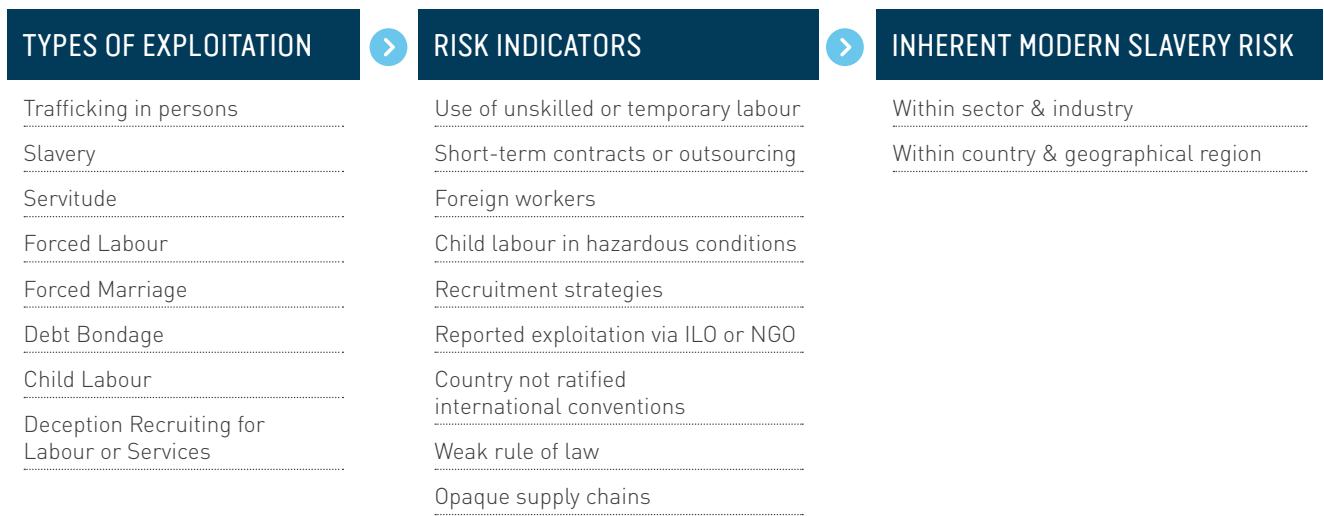 TYPES OF EXPLOITATION
Trafficking in persons
Slavery
Servitude
Forced Labour
Forced Marriage
Debt Bondage
Child Labour
Deception Recruiting for
Labour or Services
RISK INDICATORS
Use of unskilled or temporary labour
Short-term contracts or outsourcing
Foreign workers
Child labour in hazardous conditions
Recruitment strategies
Reported exploitation via ILO or NGO
Country not ratified
international conventions
Weak rule of law
Opaque supply chains
INHERENT MODERN SLAVERY RISK
Within sector & industry
Within country & geographical region